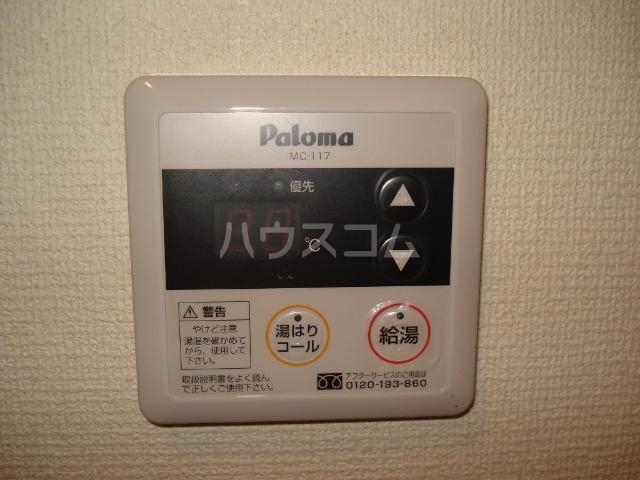 Paloma
MC-117
優先
ハウスコム
℃
警告
やけど注意
湯温を確かめて
から、使用して
下さい。
取扱説明書をよく読ん
で正しくご使用下さい。
湯はり
コール
給湯
アフターサービスのご用命は
0120-193-860